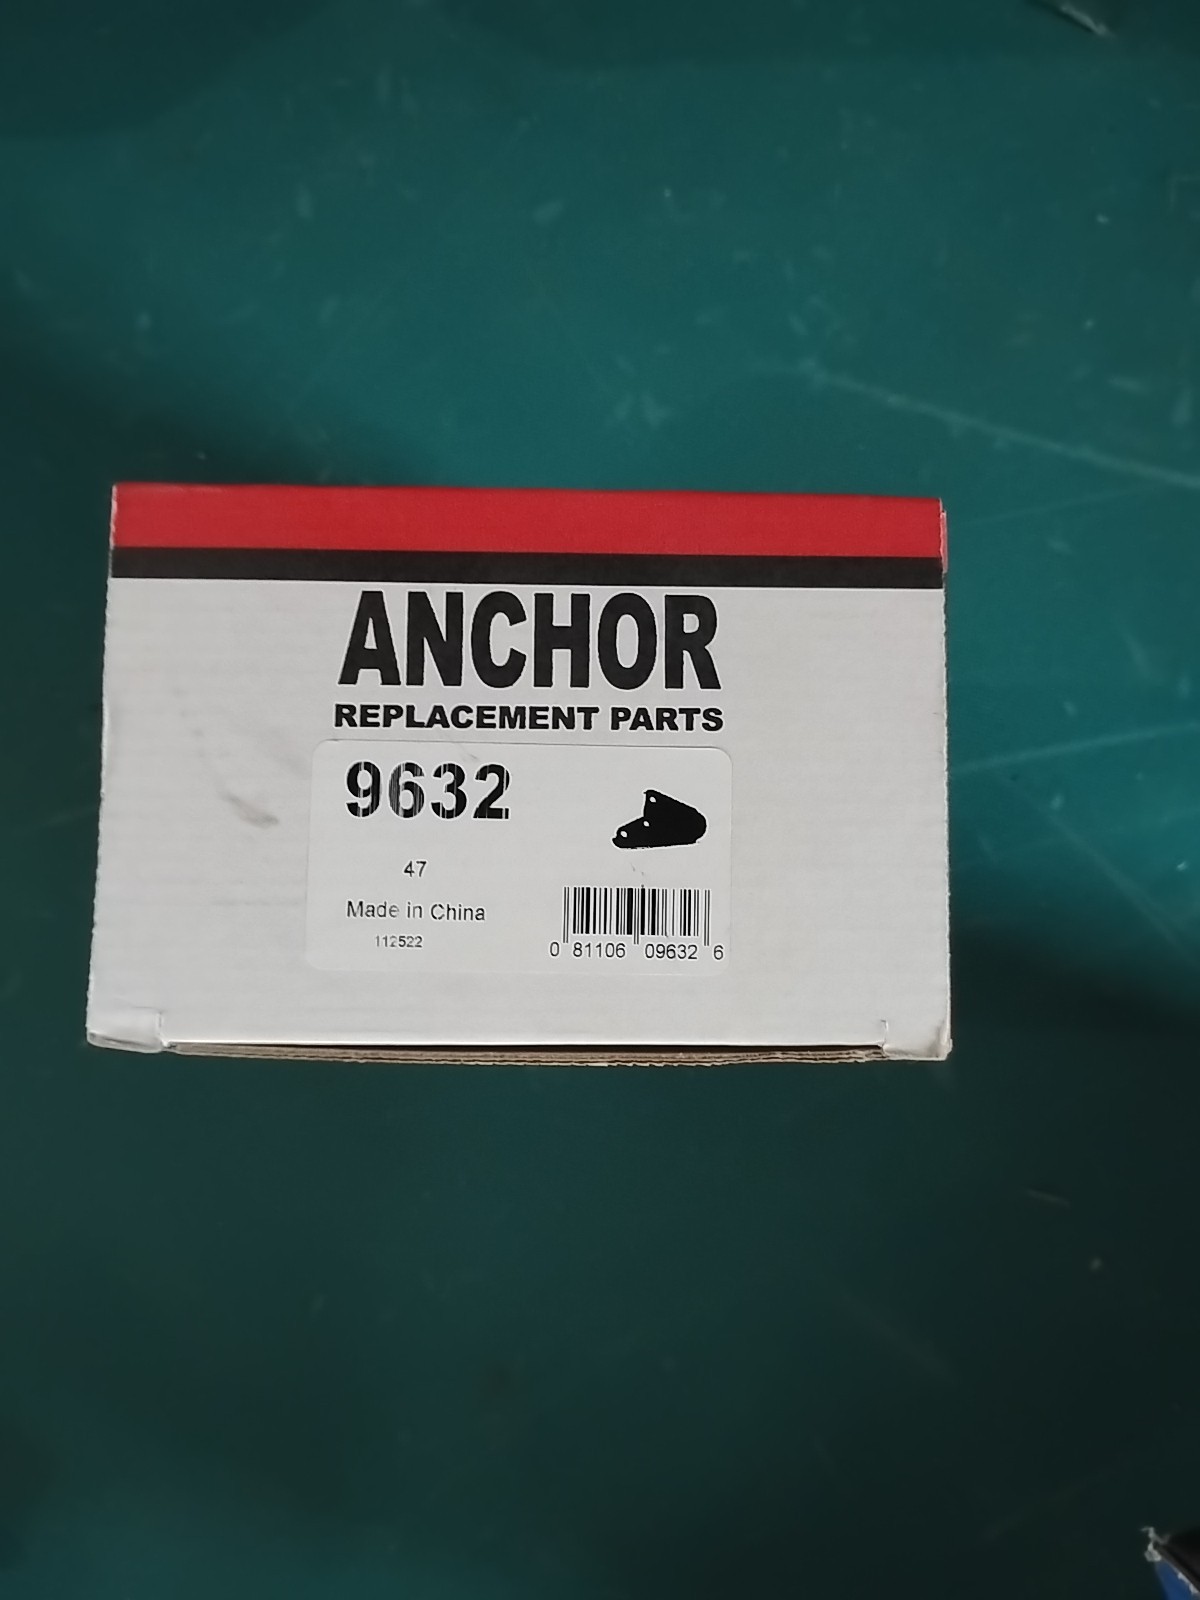 ANCHOR
REPLACEMENT PARTS
9632
47
Made in China
112522
0 81106 09632 6